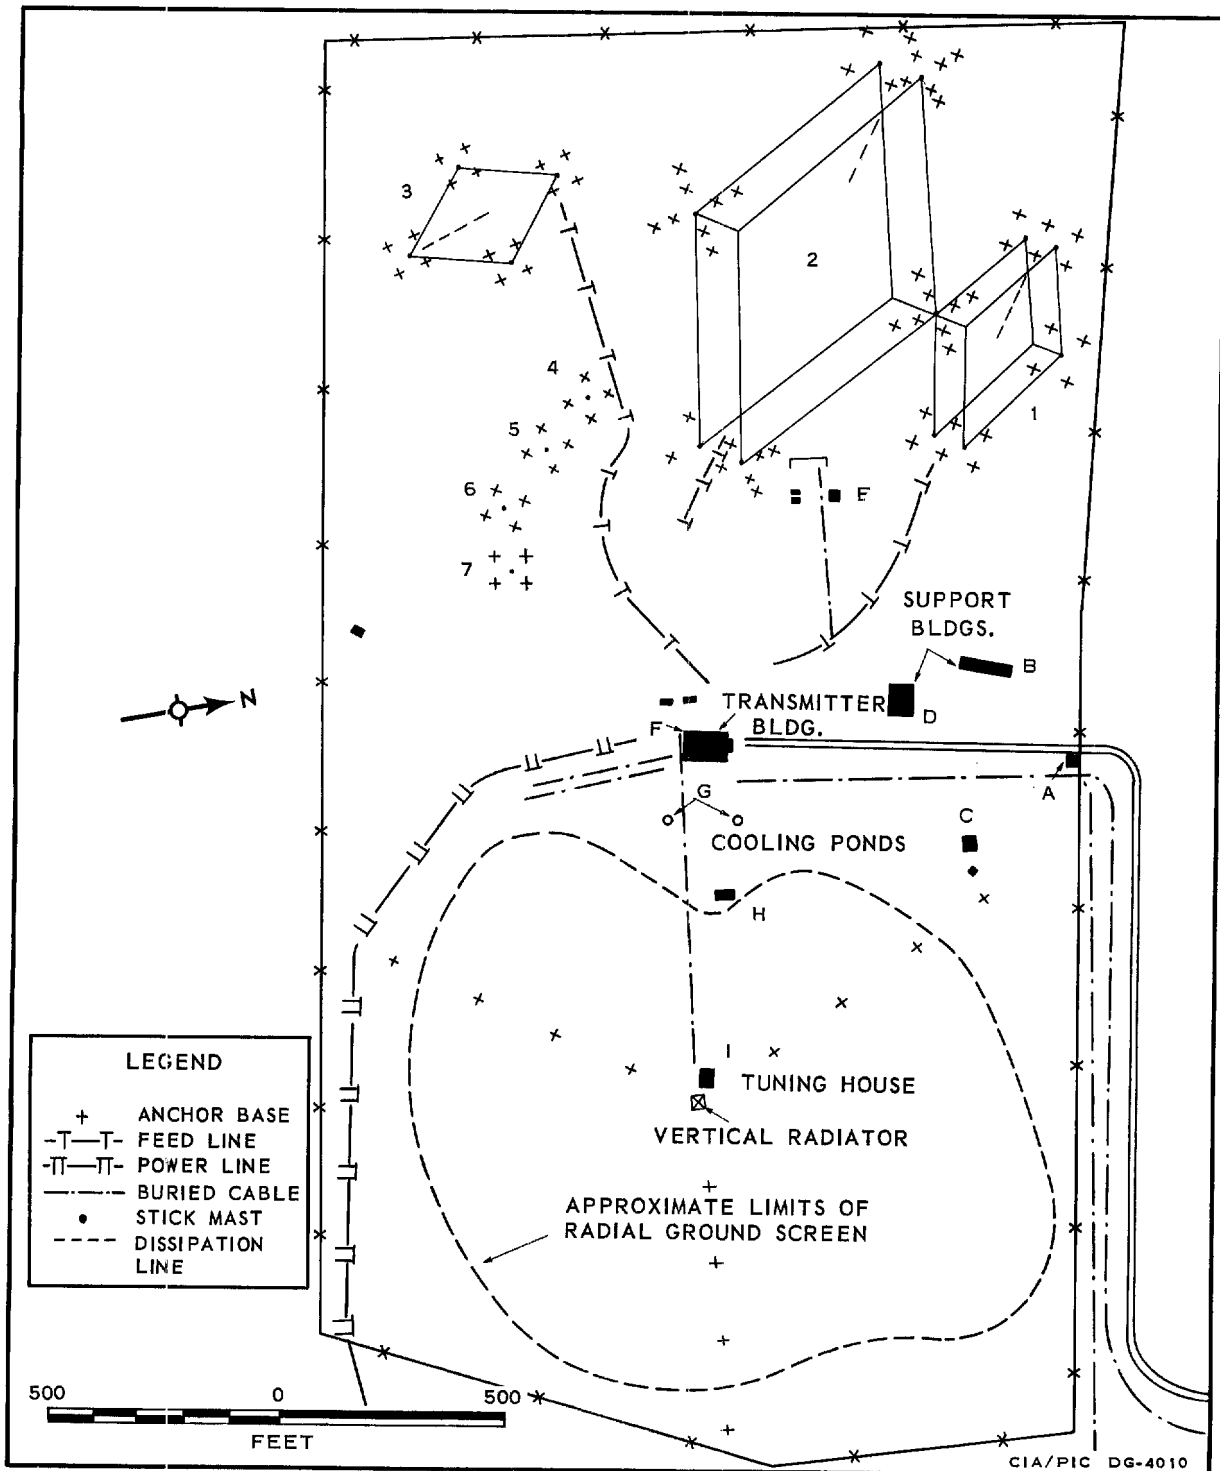 3
2
1
4
5
6
7
E
SUPPORT
BLDGS.
B
D
N
TRANSMITTER
BLDG.
F
A
G
C
COOLING PONDS
H
I
TUNING HOUSE
VERTICAL RADIATOR
APPROXIMATE LIMITS OF
RADIAL GROUND SCREEN
LEGEND
ANCHOR BASE
FEED LINE
POWER LINE
BURIED CABLE
STICK MAST
DISSIPATION
LINE
500 0 500
FEET
CIA/PIC DG-4010